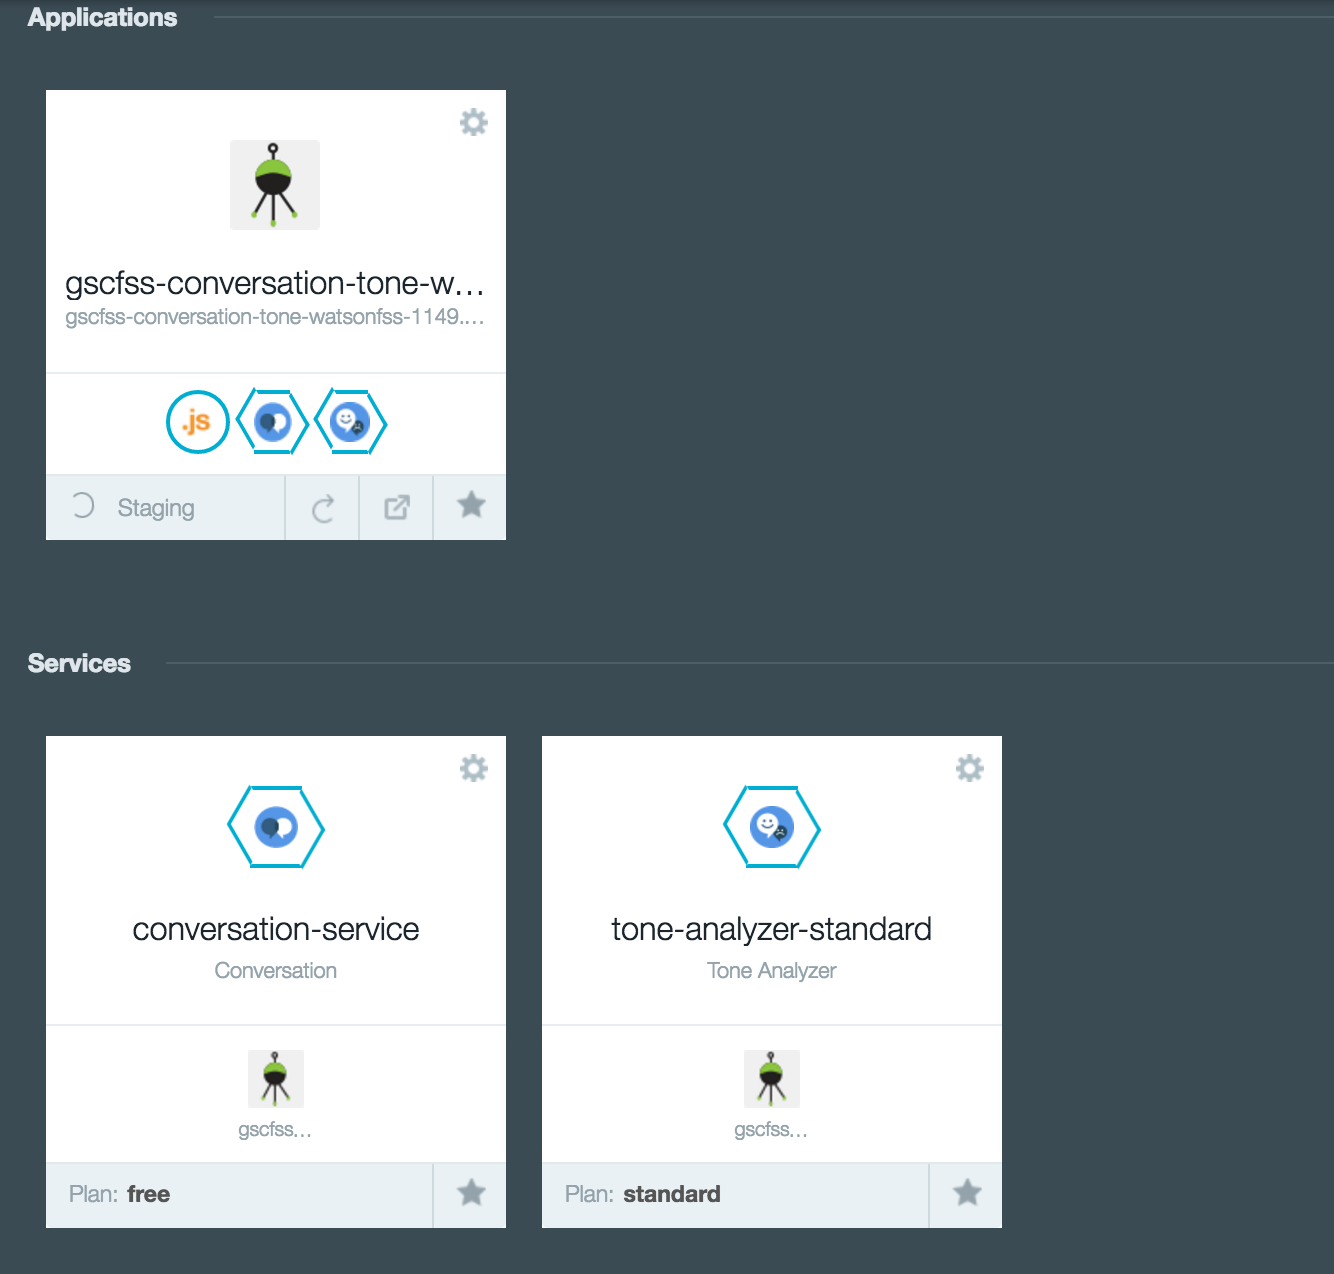 Applications
gscfss-conversation-tone-w...
gscfss-conversation-tone-watsonfss-1149....
.js
Staging
Services
conversation-service
Conversation
gscfss...
Plan: free
tone-analyzer-standard
Tone Analyzer
gscfss...
Plan: standard